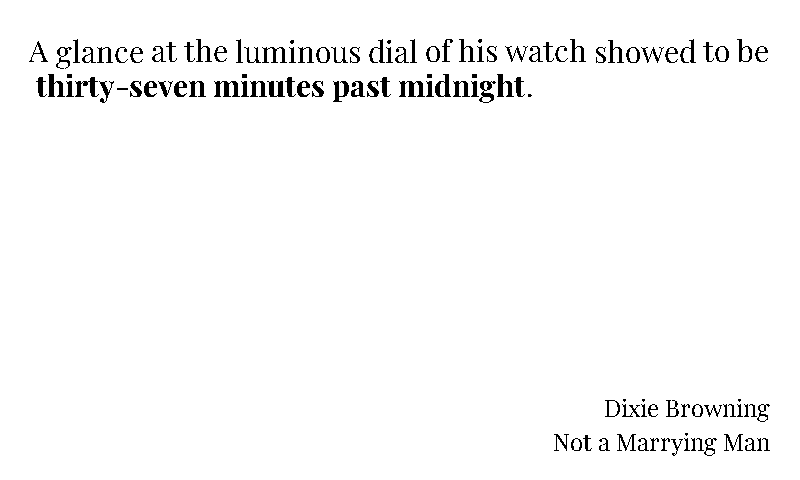 A glance at the luminous dial of his watch showed to be
thirty-seven minutes past midnight.
Dixie Browning
Not a Marrying Man